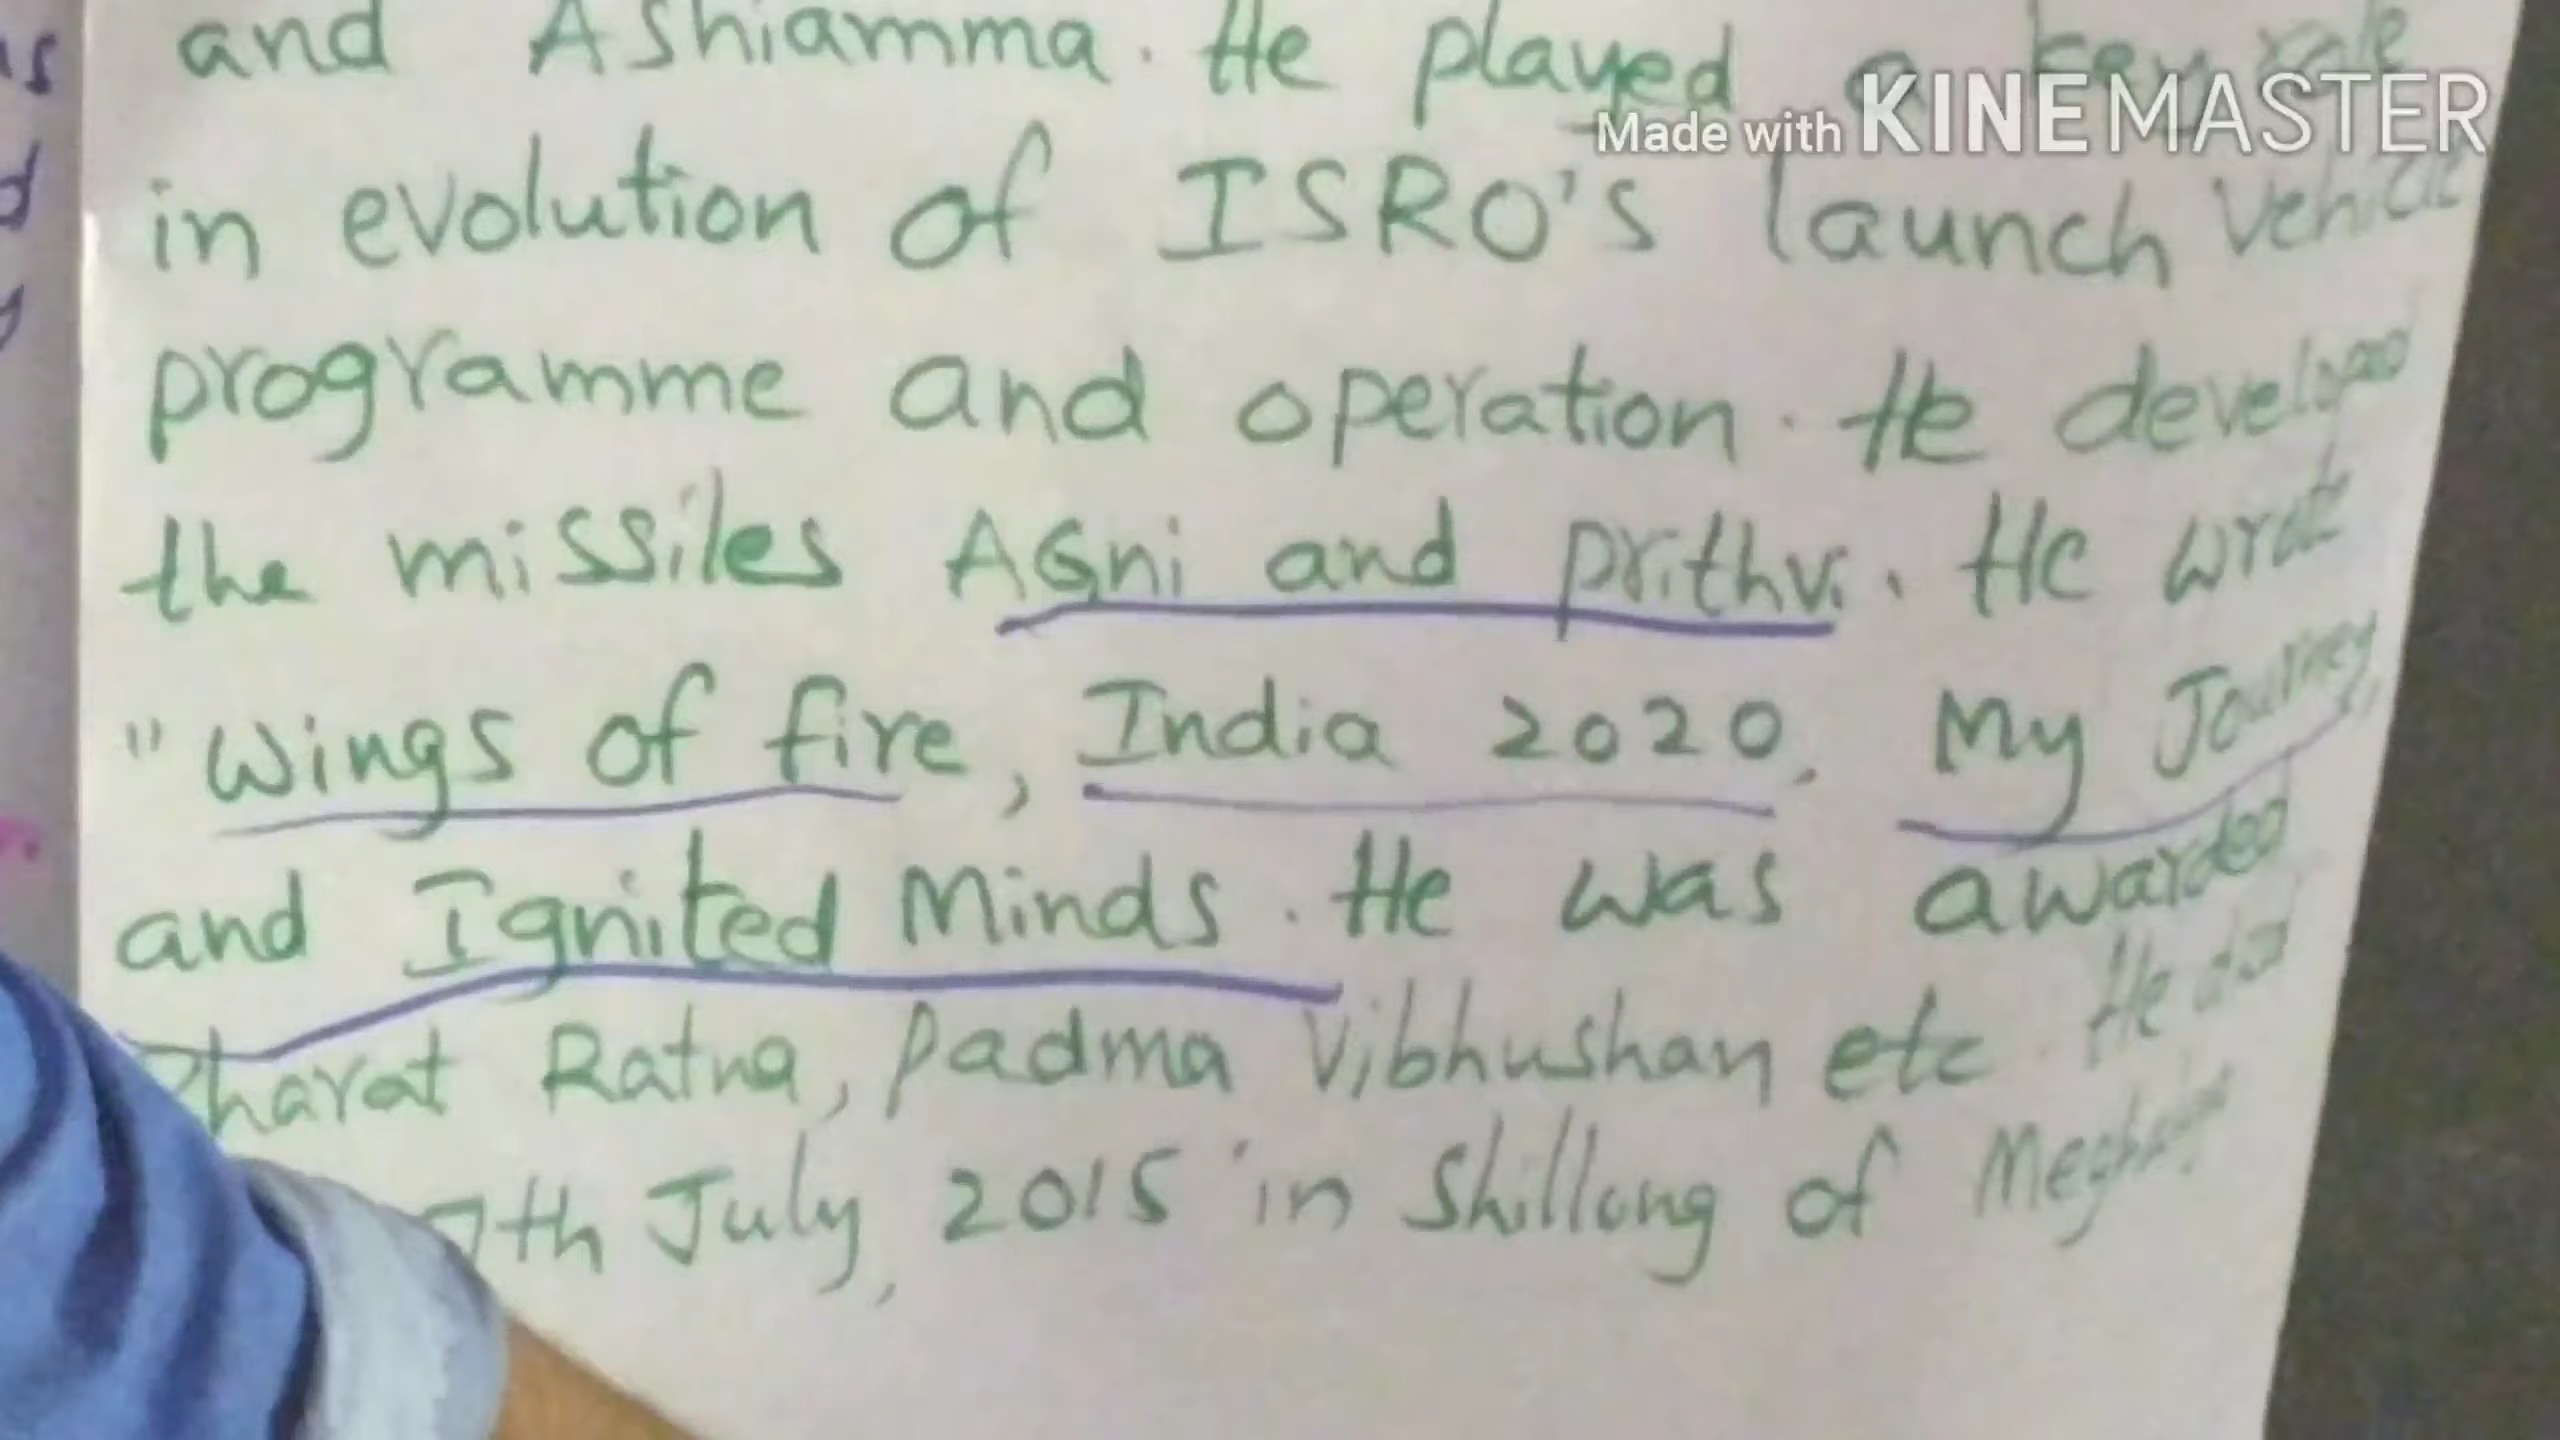 and Ashiamma. He played a key role
Made with KINEMASTER
in evolution of ISRO's launch vehicle
programme and operation. He developed
the missiles AGni and prithvi. He wrote
"Wings of fire, India 2020, My Journey,
and Ignited Minds. He was awarded
Bharat Ratna, padma Vibhushan etc. He died
7th July, 2015 in Shillong of